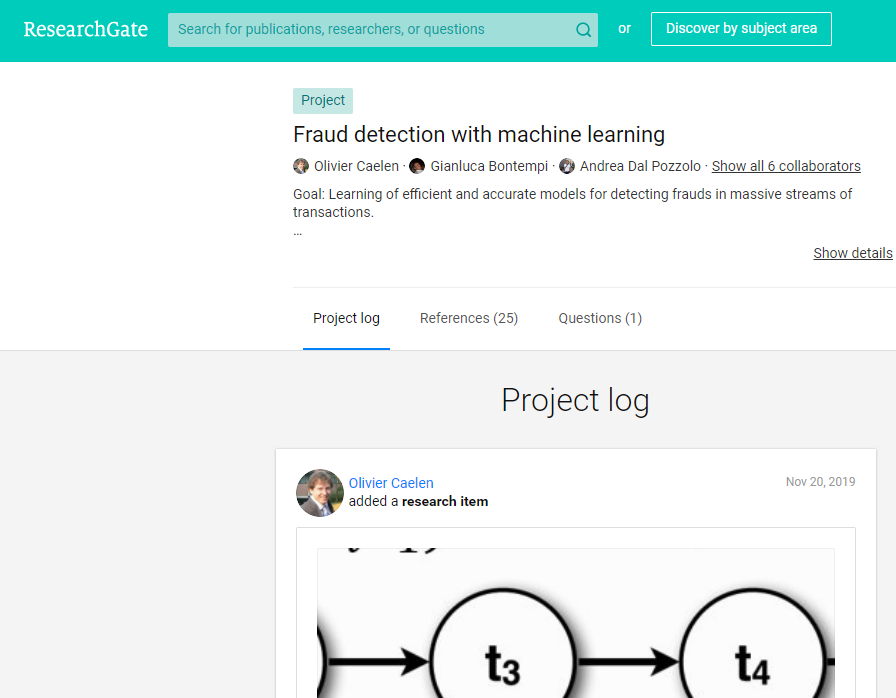 ResearchGate Search for publications, researchers, or questions or Discover by subject area
Project
Fraud detection with machine learning
Olivier Caelen · Gianluca Bontempi · Andrea Dal Pozzolo · Show all 6 collaborators
Goal: Learning of efficient and accurate models for detecting frauds in massive streams of
transactions.
...
Show details
Project log References (25) Questions (1)
Project log
Olivier Caelen Nov 20, 2019
added a research item
t3 t4